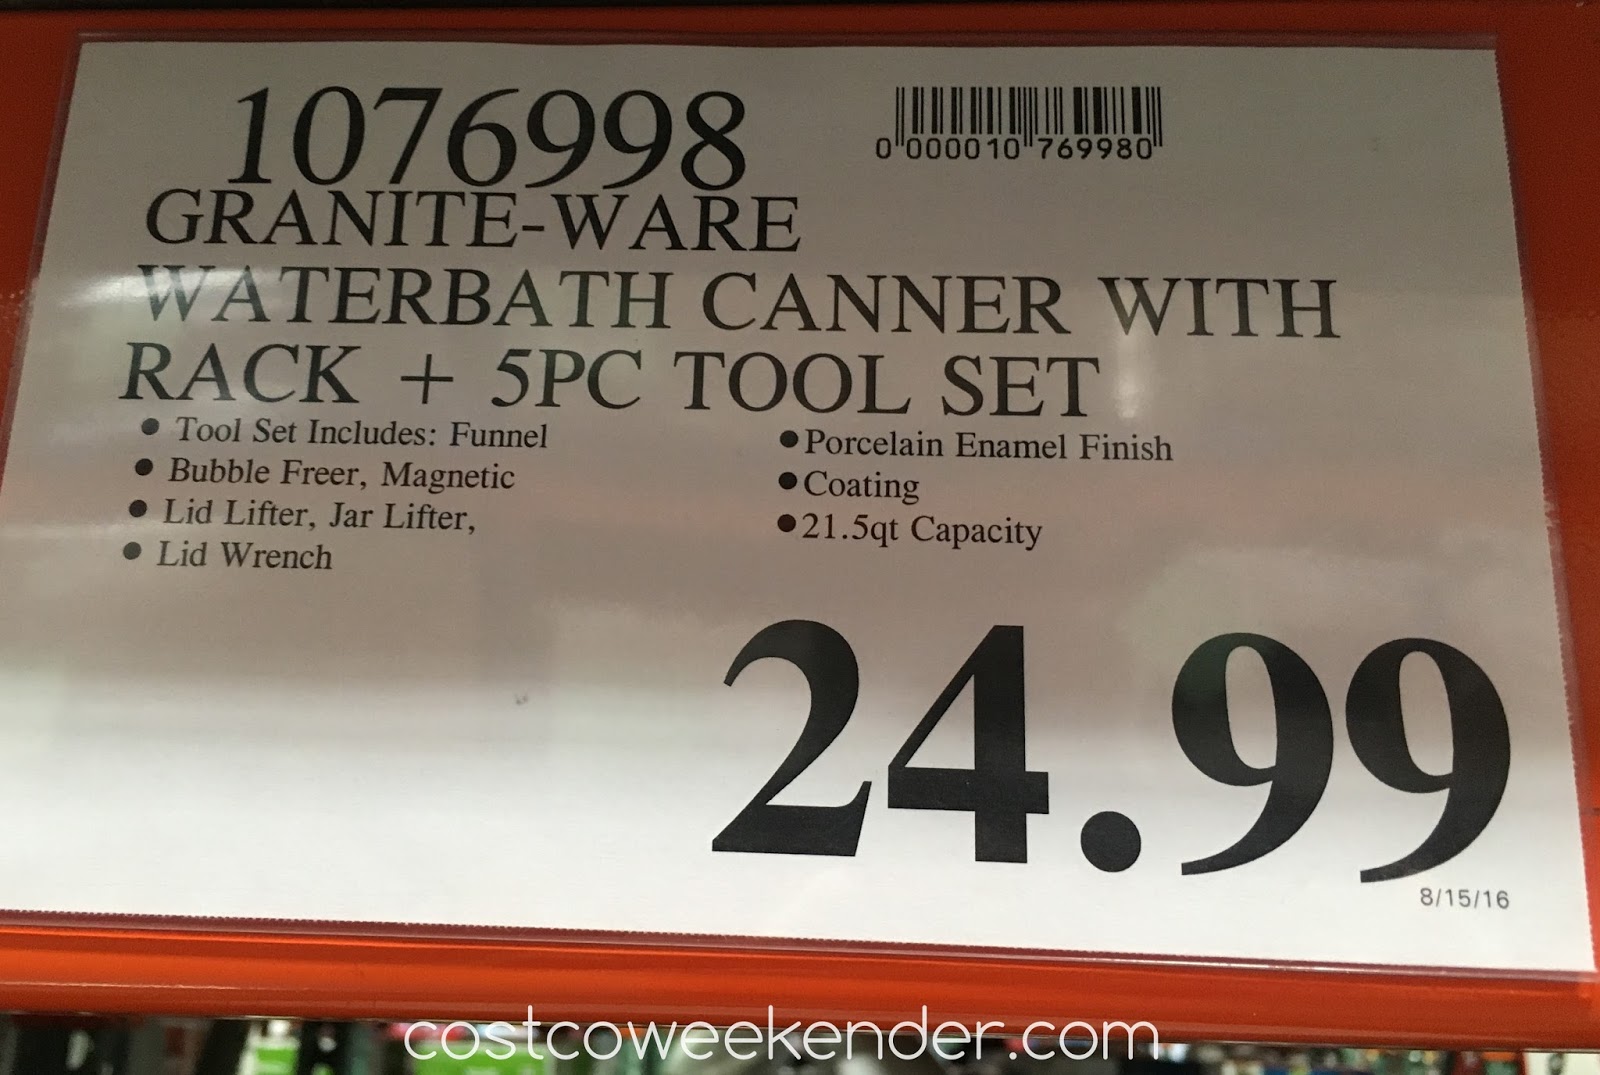 1076998
0 000010 769980
GRANITE-WARE
WATERBATH CANNER WITH
RACK + 5PC TOOL SET
• Tool Set Includes: Funnel
• Bubble Freer, Magnetic
• Lid Lifter, Jar Lifter,
• Lid Wrench
• Porcelain Enamel Finish
• Coating
• 21.5qt Capacity
24.99
8/15/16
costcoweekender.com